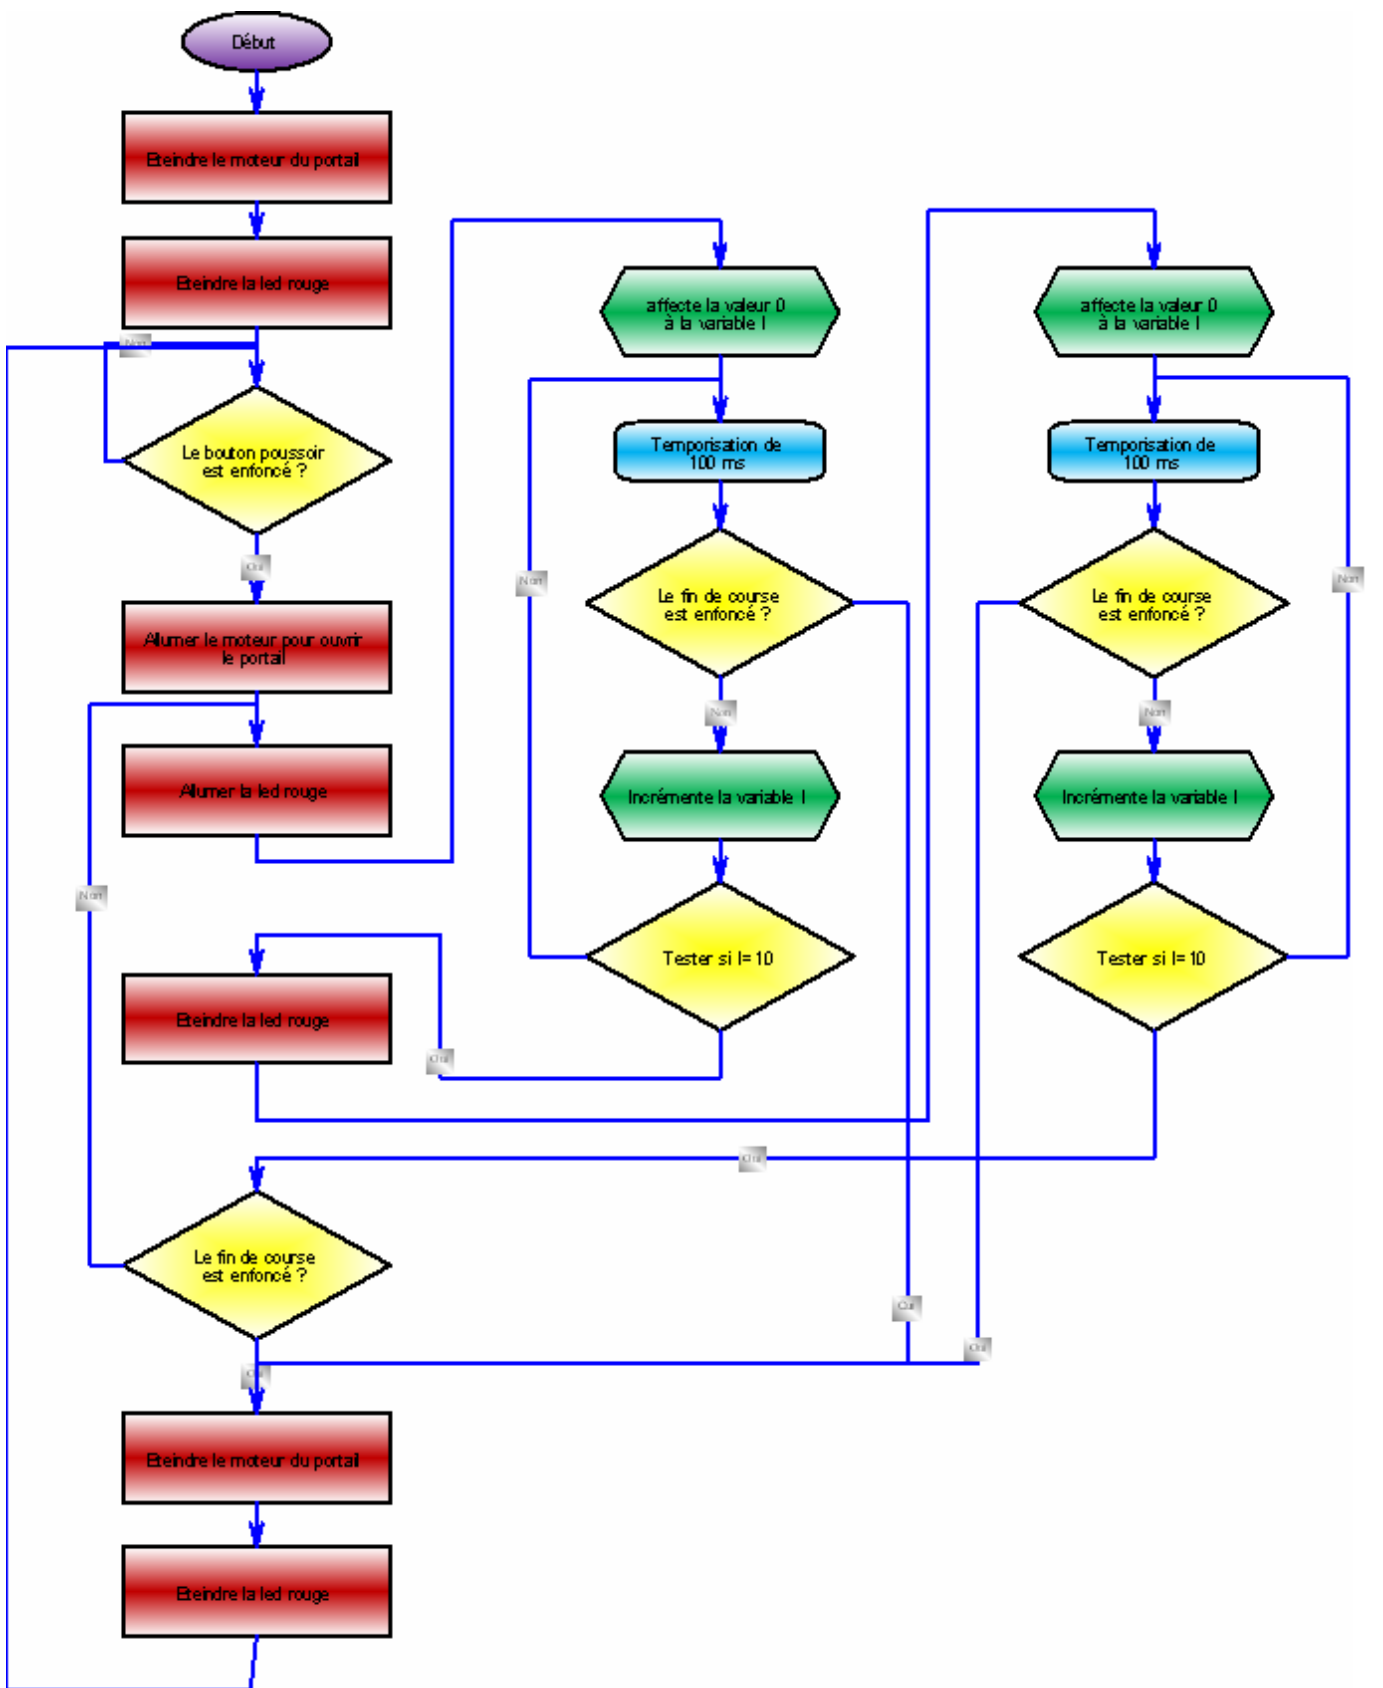 Début
Eteindre le moteur du portail
Eteindre la led rouge
Non
Le bouton poussoir
est enfoncé ?
Oui
Allumer le moteur pour ouvrir
le portail
Allumer la led rouge
Non
Eteindre la led rouge
Le fin de course
est enfoncé ?
Oui
Eteindre le moteur du portail
Eteindre la led rouge
affecte la valeur 0
à la variable I
Temporisation de
100 ms
Non
Le fin de course
est enfoncé ?
Non
Incrémente la variable I
Tester si I= 10
Oui
Oui
affecte la valeur 0
à la variable I
Temporisation de
100 ms
Non
Le fin de course
est enfoncé ?
Non
Incrémente la variable I
Tester si I= 10
Oui
Oui